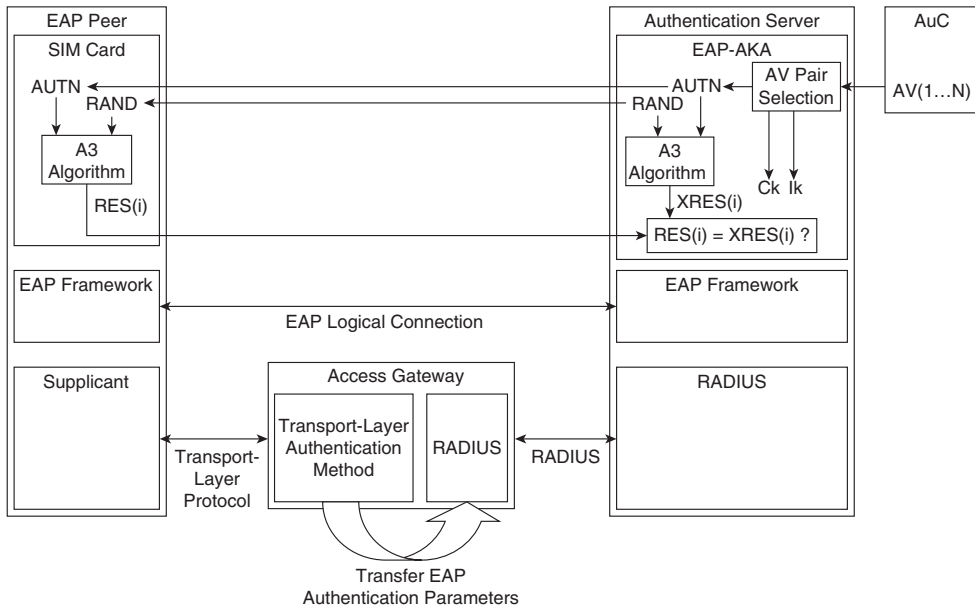 EAP Peer
SIM Card
AUTN
RAND
A3
Algorithm
RES(i)
EAP Framework
Supplicant
Authentication Server
EAP-AKA
AUTN
RAND
AV Pair
Selection
A3
Algorithm
Ck
Ik
XRES(i)
RES(i) = XRES(i) ?
EAP Framework
RADIUS
AuC
AV(1...N)
EAP Logical Connection
Access Gateway
Transport-Layer
Authentication
Method
RADIUS
Transport-
Layer
Protocol
RADIUS
Transfer EAP
Authentication Parameters